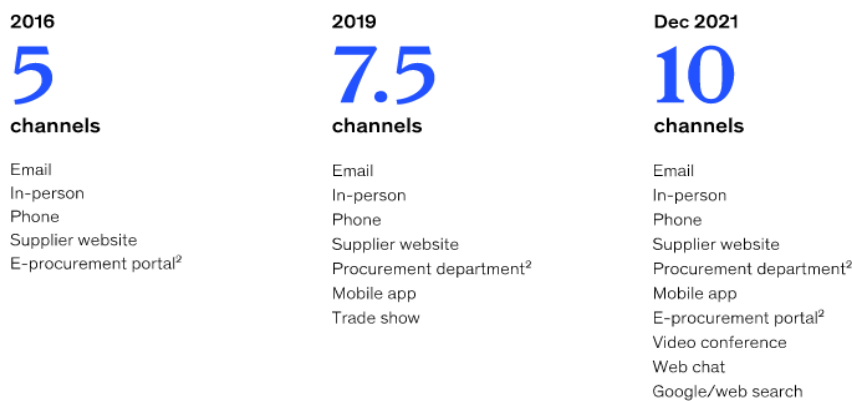 2016
5
channels
Email
In-person
Phone
Supplier website
E-procurement portal²
2019
7.5
channels
Email
In-person
Phone
Supplier website
Procurement department²
Mobile app
Trade show
Dec 2021
10
channels
Email
In-person
Phone
Supplier website
Procurement department²
Mobile app
E-procurement portal²
Video conference
Web chat
Google/web search